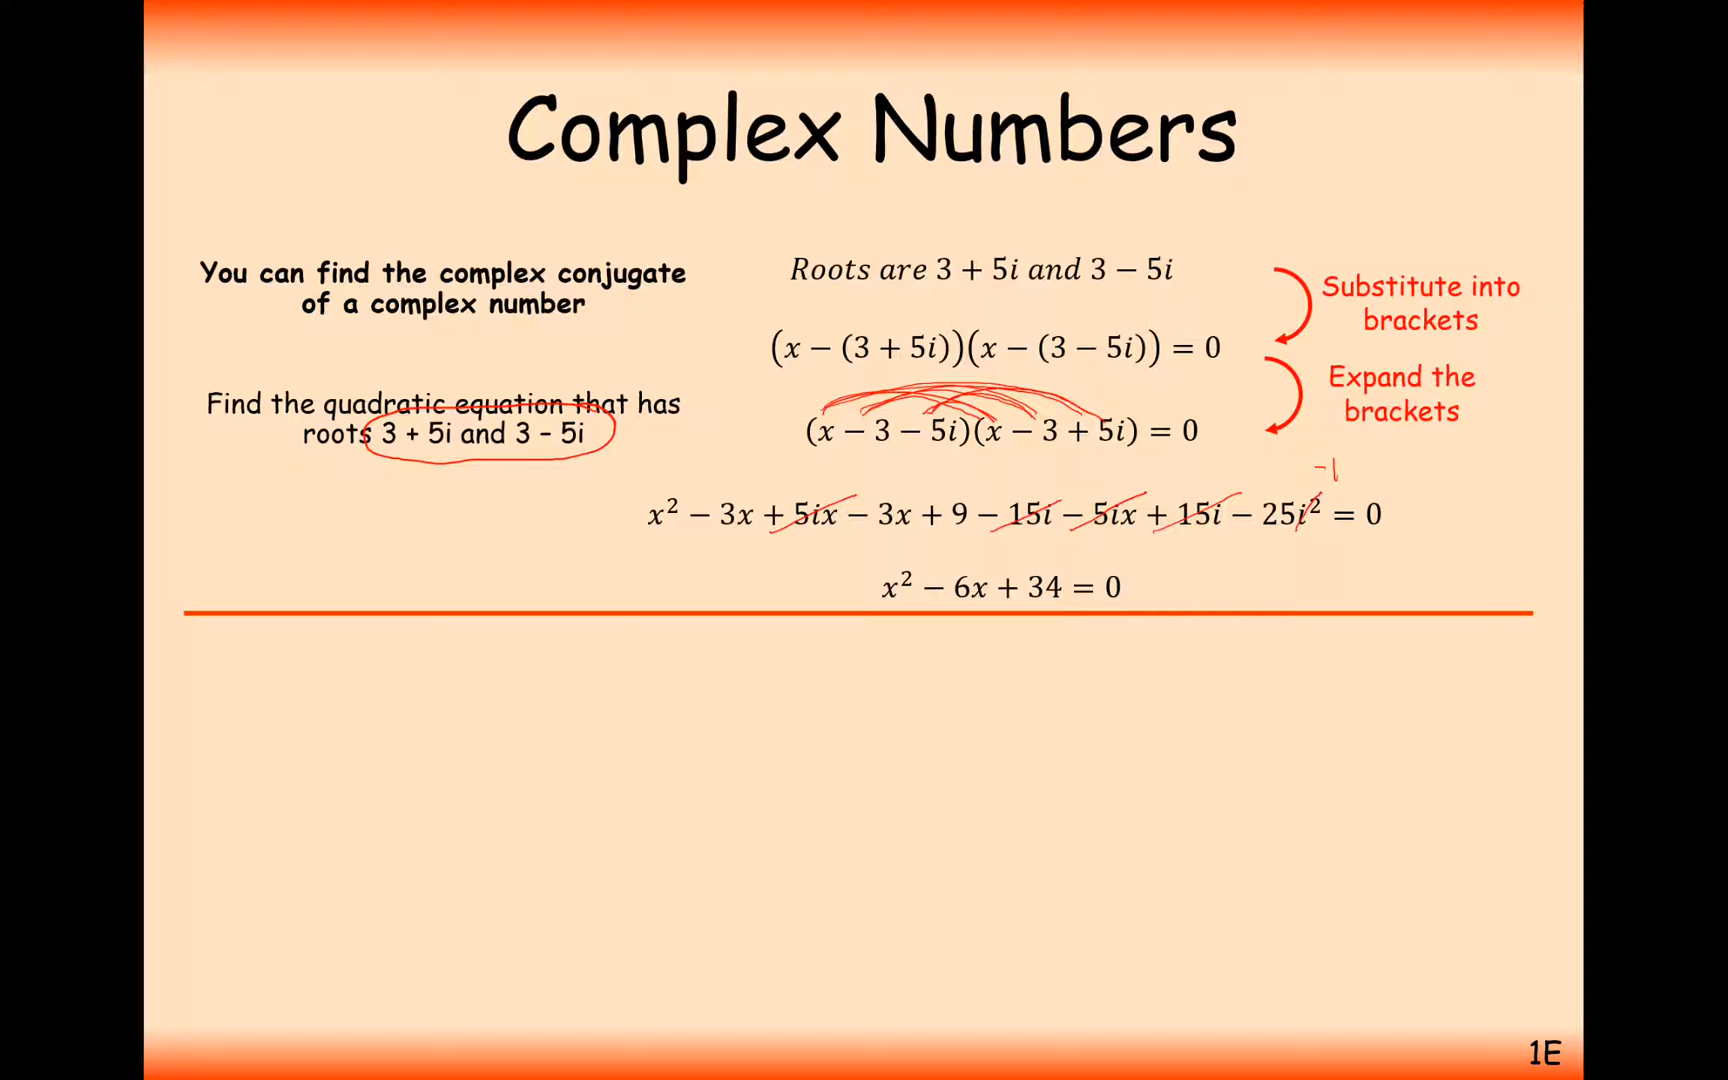 Complex Numbers
You can find the complex conjugate
of a complex number
Find the quadratic equation that has
roots 3 + 5i and 3 – 5i
Roots are 3 + 5i and 3 − 5i
(x − (3 + 5i))(x − (3 − 5i)) = 0
(x − 3 − 5i)(x − 3 + 5i) = 0
-1
x² − 3x + 5ix − 3x + 9 − 15i − 5ix + 15i − 25i² = 0
x² − 6x + 34 = 0
Substitute into
brackets
Expand the
brackets
1E